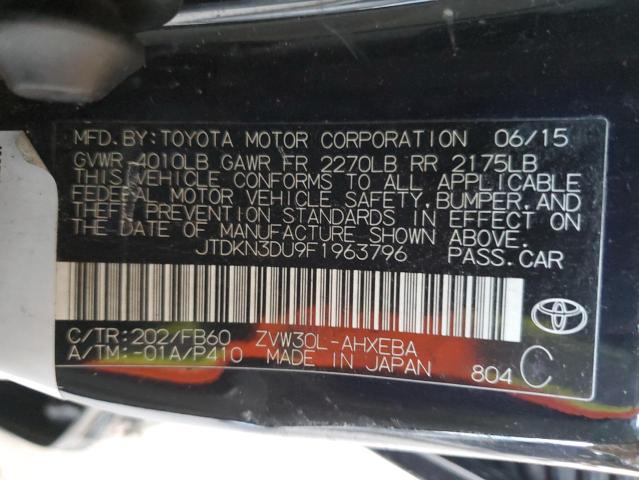 MFD. BY: TOYOTA MOTOR CORPORATION 06/15
GVWR 4010LB GAWR FR 2270LB RR 2175LB
THIS VEHICLE CONFORMS TO ALL APPLICABLE
FEDERAL MOTOR VEHICLE SAFETY, BUMPER, AND
THEFT PREVENTION STANDARDS IN EFFECT ON
THE DATE OF MANUFACTURE SHOWN ABOVE.
JTDKN3DU9F1963796 PASS. CAR
C/TR: 202/FB60 ZVW30L-AHXEBA
A/TM: -01A/P410 MADE IN JAPAN 804 C